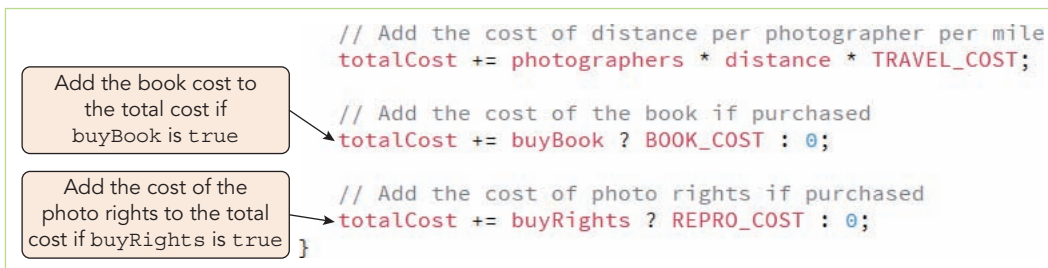 // Add the cost of distance per photographer per mile
totalCost += photographers * distance * TRAVEL_COST;
Add the book cost to
the total cost if
buyBook is true
// Add the cost of the book if purchased
totalCost += buyBook ? BOOK_COST : 0;
Add the cost of the
photo rights to the total
cost if buyRights is true
// Add the cost of photo rights if purchased
totalCost += buyRights ? REPRO_COST : 0;
}